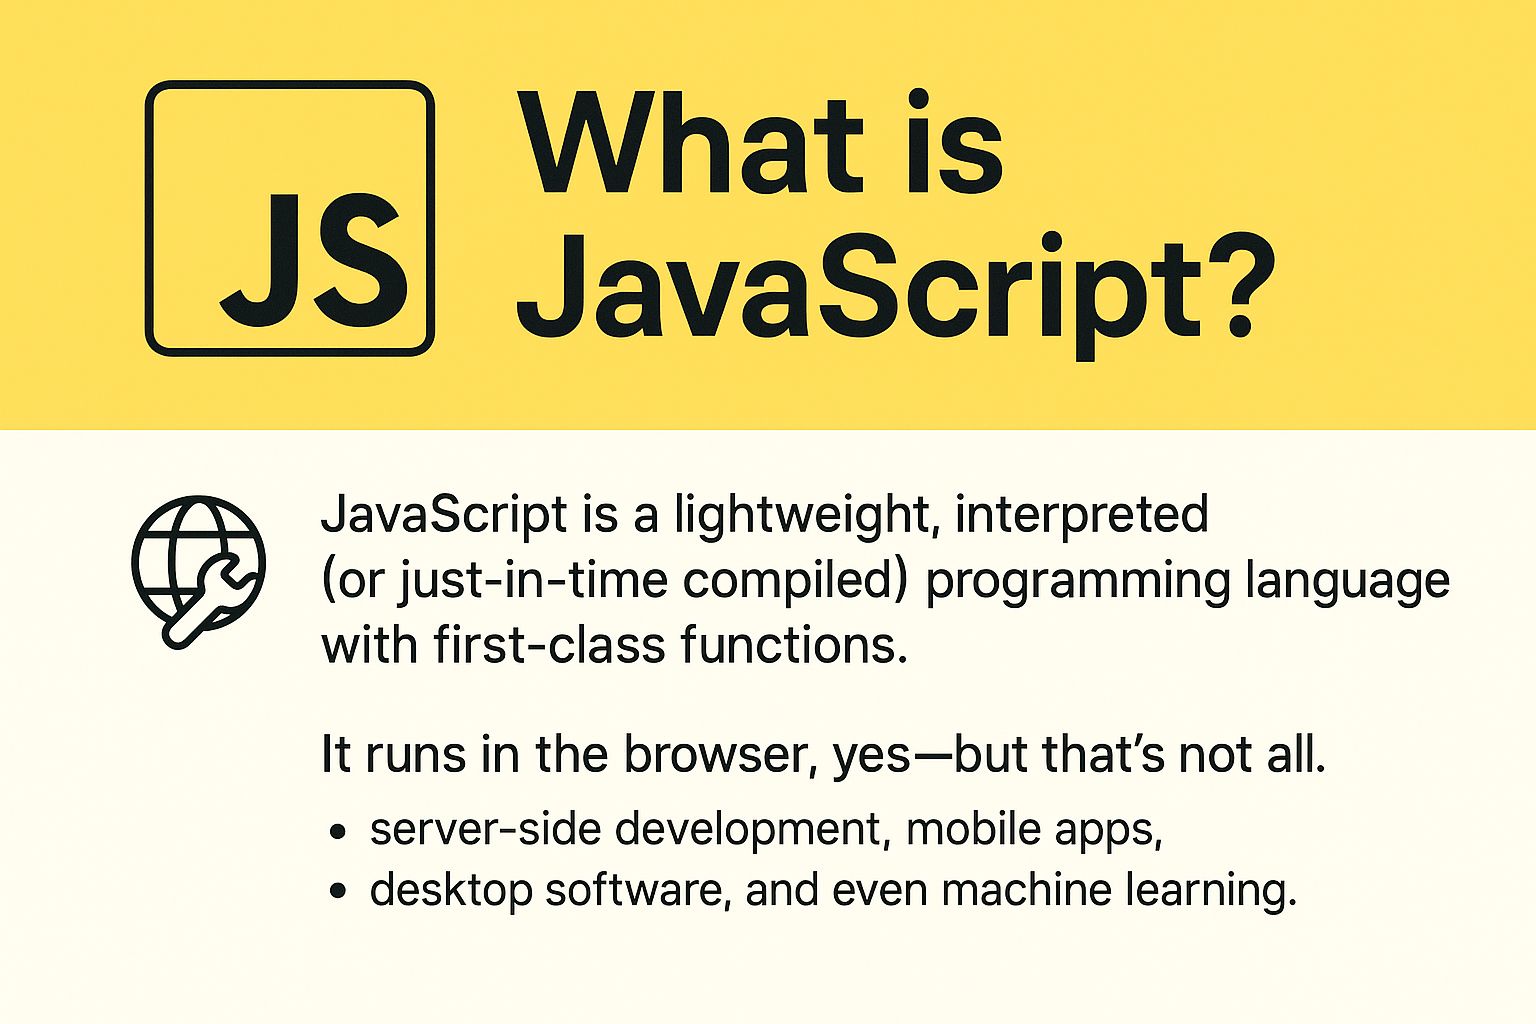 JS
What is
JavaScript?
JavaScript is a lightweight, interpreted
(or just-in-time compiled) programming language
with first-class functions.
It runs in the browser, yes—but that’s not all.
• server-side development, mobile apps,
• desktop software, and even machine learning.